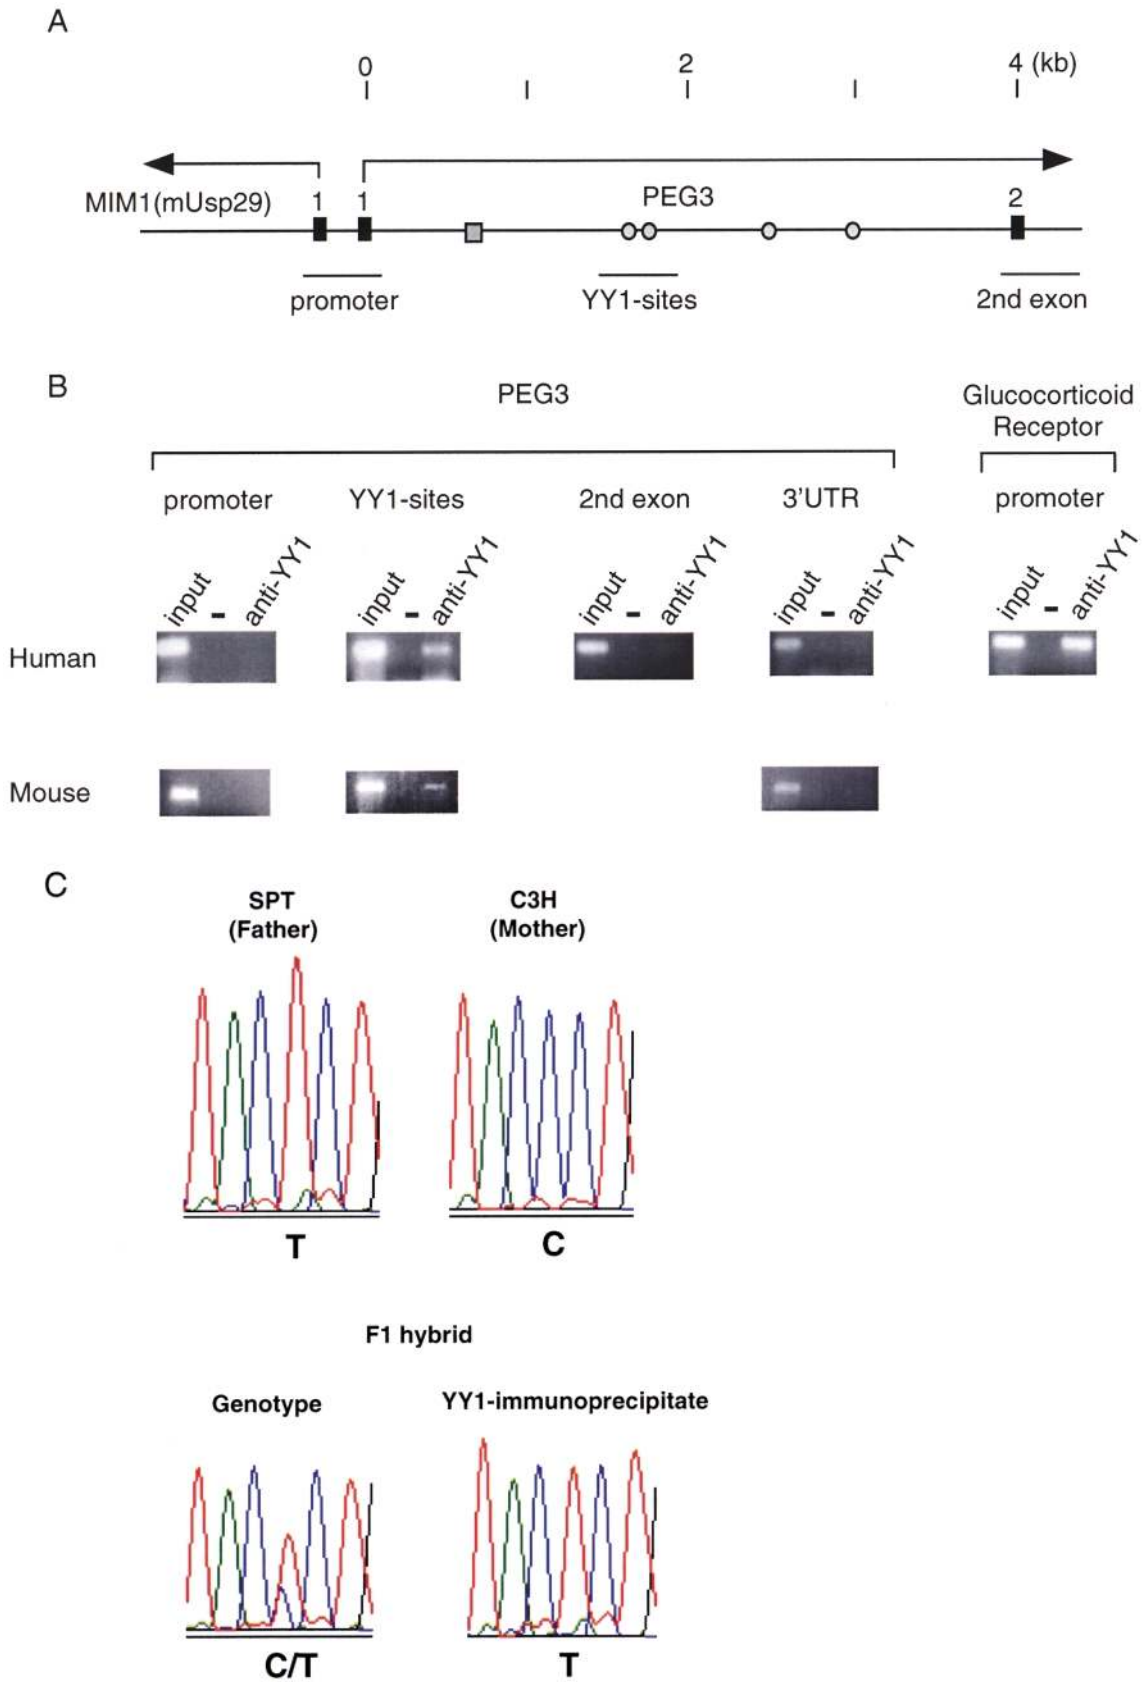 A
0 2 4 (kb)
MIM1(mUsp29) 1 1 PEG3 2
promoter YY1-sites 2nd exon
B
PEG3 Glucocorticoid
Receptor
promoter YY1-sites 2nd exon 3'UTR promoter
input - anti-YY1 input - anti-YY1 input - anti-YY1 input - anti-YY1 input - anti-YY1
Human
Mouse
C
SPT C3H
(Father) (Mother)
T C
F1 hybrid
Genotype YY1-immunoprecipitate
C/T T